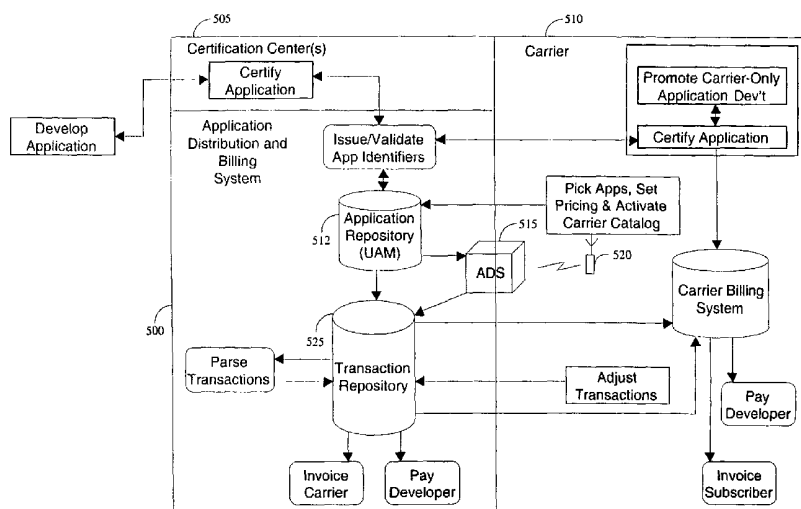 505
510
Certification Center(s)
Carrier
Certify
Application
Promote Carrier-Only
Application Dev't
Develop
Application
Application
Distribution and
Billing
System
Issue/Validate
App Identifiers
Certify Application
Pick Apps, Set
Pricing & Activate
Carrier Catalog
512
Application
Repository
(UAM)
515
ADS
520
Carrier Billing
System
500
525
Parse
Transactions
Transaction
Repository
Adjust
Transactions
Pay
Developer
Invoice
Carrier
Pay
Developer
Invoice
Subscriber